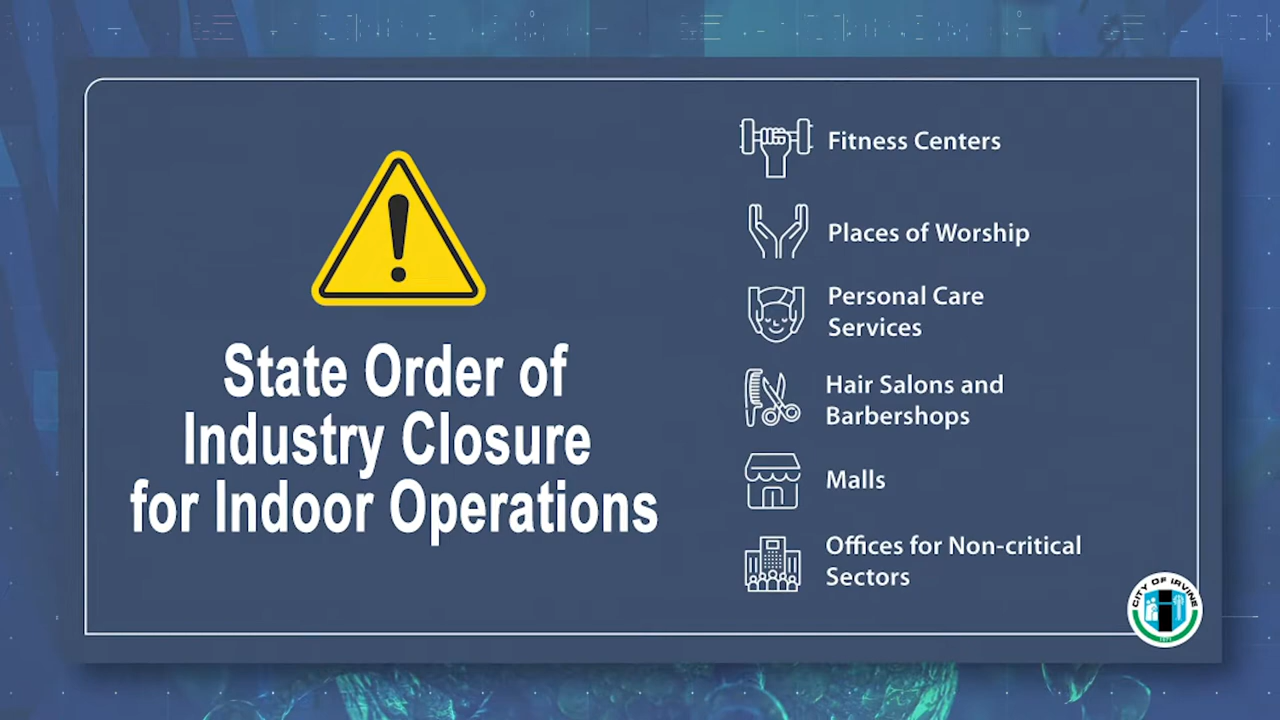 State Order of
Industry Closure
for Indoor Operations
Fitness Centers
Places of Worship
Personal Care
Services
Hair Salons and
Barbershops
Malls
Offices for Non-critical
Sectors
CITY OF IRVINE
1971